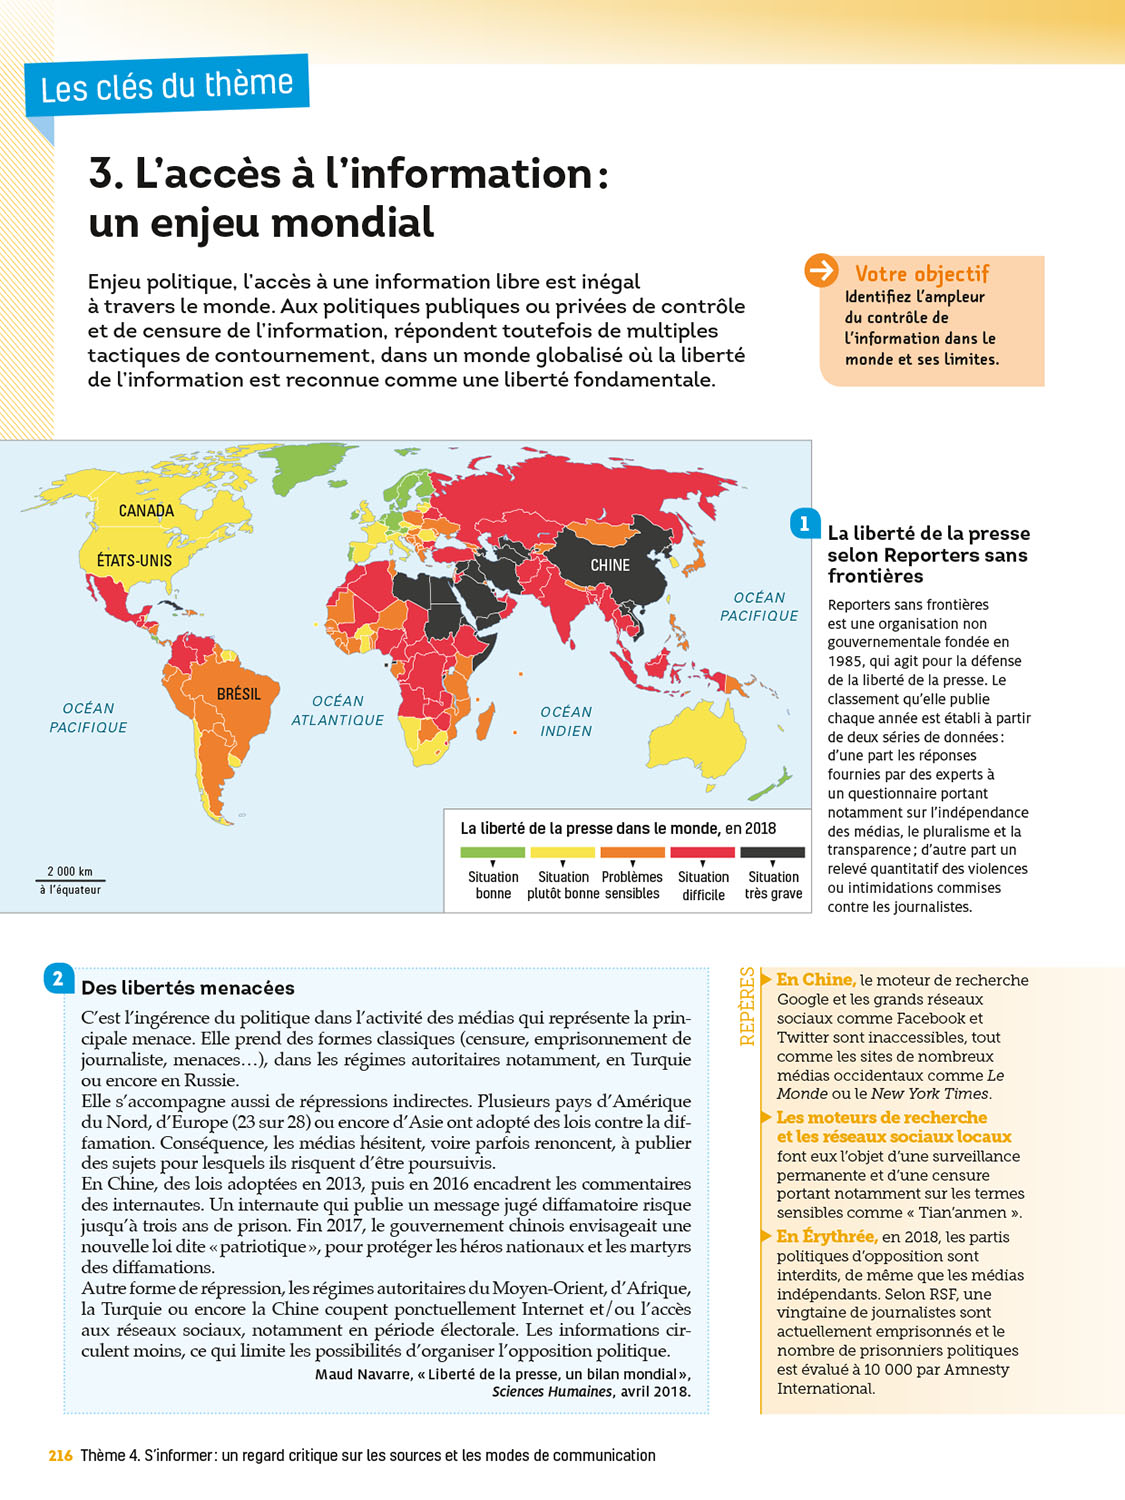 Les clés du thème
3. L’accès à l’information :
un enjeu mondial
Enjeu politique, l’accès à une information libre est inégal
à travers le monde. Aux politiques publiques ou privées de contrôle
et de censure de l’information, répondent toutefois de multiples
tactiques de contournement, dans un monde globalisé où la liberté
de l’information est reconnue comme une liberté fondamentale.
Votre objectif
Identifiez l’ampleur
du contrôle de
l’information dans le
monde et ses limites.
CANADA
ÉTATS-UNIS
CHINE
OCÉAN
PACIFIQUE
BRÉSIL
OCÉAN
ATLANTIQUE
OCÉAN
PACIFIQUE
OCÉAN
INDIEN
2 000 km
à l’équateur
La liberté de la presse dans le monde, en 2018
Situation
bonne
Situation
plutôt bonne
Problèmes
sensibles
Situation
difficile
Situation
très grave
1
La liberté de la presse
selon Reporters sans
frontières
Reporters sans frontières
est une organisation non
gouvernementale fondée en
1985, qui agit pour la défense
de la liberté de la presse. Le
classement qu’elle publie
chaque année est établi à partir
de deux séries de données :
d’une part les réponses
fournies par des experts à
un questionnaire portant
notamment sur l’indépendance
des médias, le pluralisme et la
transparence ; d’autre part un
relevé quantitatif des violences
ou intimidations commises
contre les journalistes.
2
Des libertés menacées
C’est l’ingérence du politique dans l’activité des médias qui représente la prin-
cipale menace. Elle prend des formes classiques (censure, emprisonnement de
journaliste, menaces…), dans les régimes autoritaires notamment, en Turquie
ou encore en Russie.
Elle s’accompagne aussi de répressions indirectes. Plusieurs pays d’Amérique
du Nord, d’Europe (23 sur 28) ou encore d’Asie ont adopté des lois contre la dif-
famation. Conséquence, les médias hésitent, voire parfois renoncent, à publier
des sujets pour lesquels ils risquent d’être poursuivis.
En Chine, des lois adoptées en 2013, puis en 2016 encadrent les commentaires
des internautes. Un internaute qui publie un message jugé diffamatoire risque
jusqu’à trois ans de prison. Fin 2017, le gouvernement chinois envisageait une
nouvelle loi dite « patriotique », pour protéger les héros nationaux et les martyrs
des diffamations.
Autre forme de répression, les régimes autoritaires du Moyen-Orient, d’Afrique,
la Turquie ou encore la Chine coupent ponctuellement Internet et/ou l’accès
aux réseaux sociaux, notamment en période électorale. Les informations cir-
culent moins, ce qui limite les possibilités d’organiser l’opposition politique.
Maud Navarre, « Liberté de la presse, un bilan mondial »,
Sciences Humaines, avril 2018.
REPÈRES
En Chine, le moteur de recherche
Google et les grands réseaux
sociaux comme Facebook et
Twitter sont inaccessibles, tout
comme les sites de nombreux
médias occidentaux comme Le
Monde ou le New York Times.
Les moteurs de recherche
et les réseaux sociaux locaux
font eux l’objet d’une surveillance
permanente et d’une censure
portant notamment sur les termes
sensibles comme « Tian’anmen ».
En Érythrée, en 2018, les partis
politiques d’opposition sont
interdits, de même que les médias
indépendants. Selon RSF, une
vingtaine de journalistes sont
actuellement emprisonnés et le
nombre de prisonniers politiques
est évalué à 10 000 par Amnesty
International.
216 Thème 4. S’informer : un regard critique sur les sources et les modes de communication